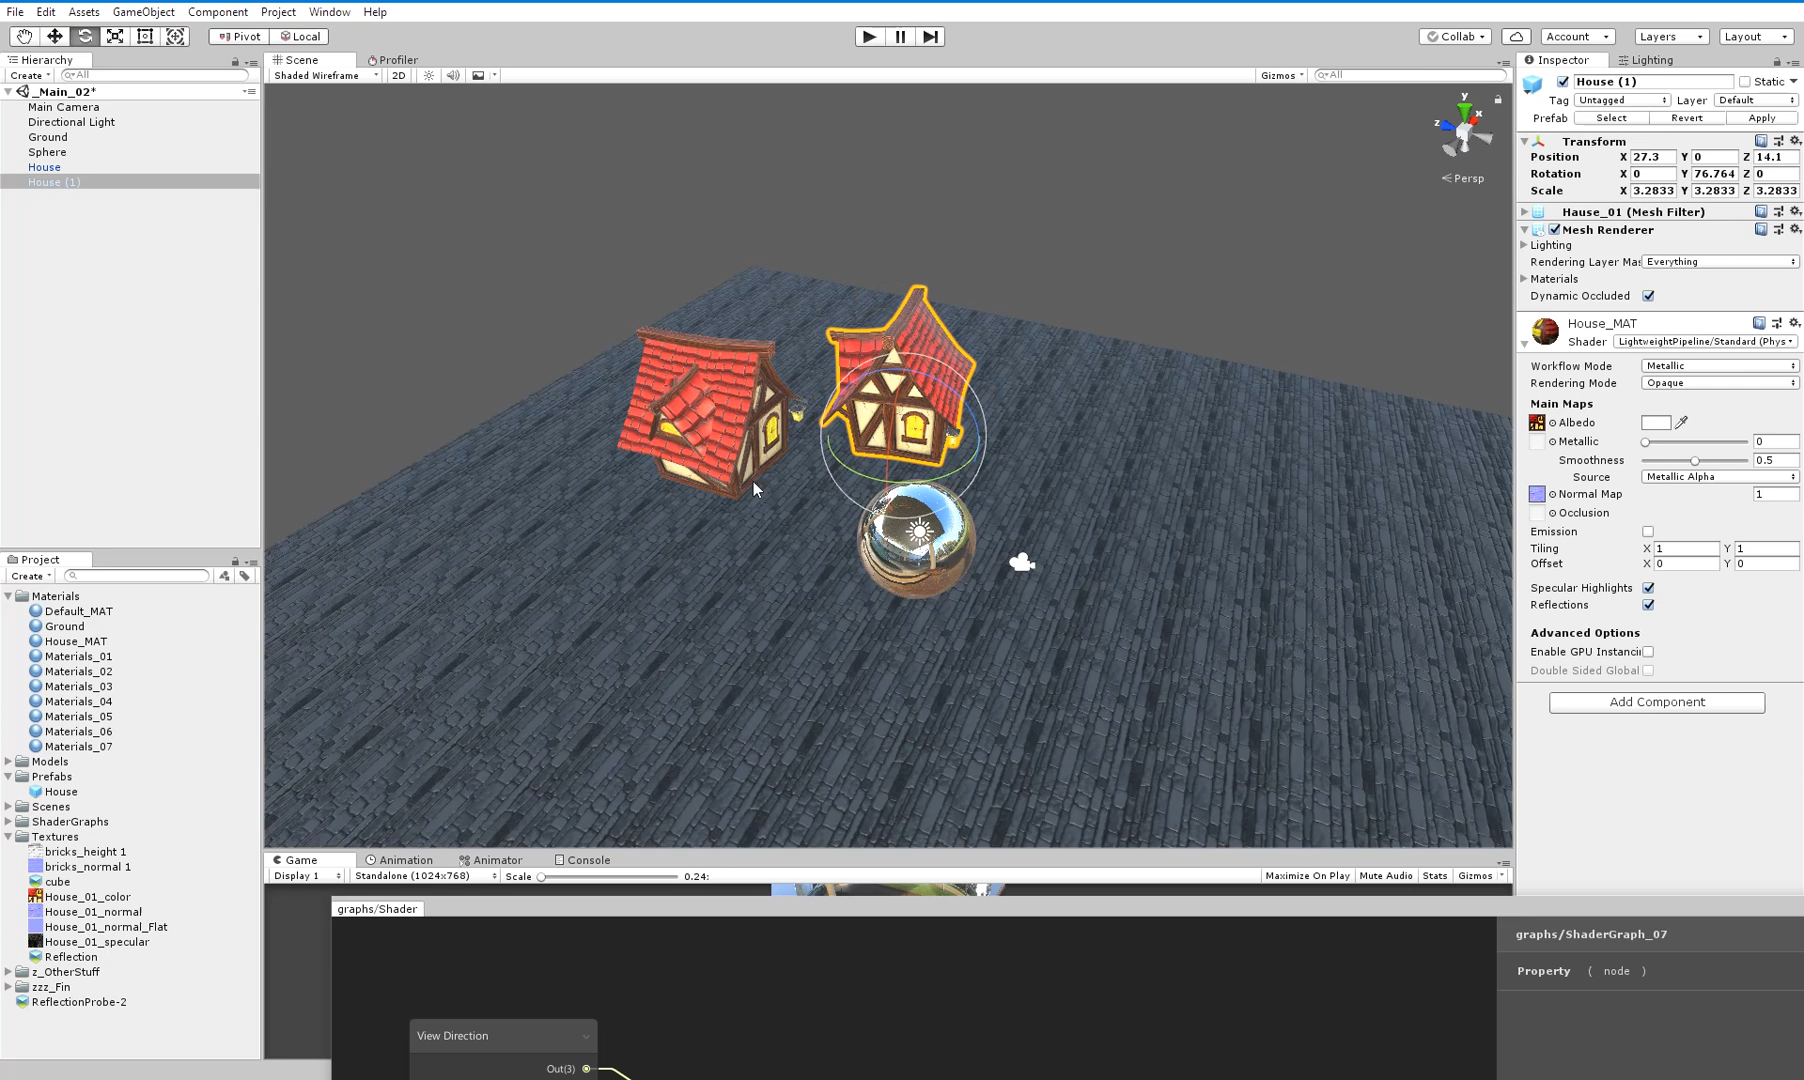 File Edit Assets GameObject Component Project Window Help
Pivot Local Collab Account Layers Layout
Hierarchy
Create All
_Main_02*
Main Camera
Directional Light
Ground
Sphere
House
House (1)
Scene Profiler
Shaded Wireframe 2D Gizmos All
y
x
z
Persp
Inspector Lighting
House (1) Static
Tag Untagged Layer Default
Prefab Select Revert Apply
Transform
Position X 27.3 Y 0 Z 14.1
Rotation X 0 Y 76.764 Z 0
Scale X 3.2833 Y 3.2833 Z 3.2833
Hause_01 (Mesh Filter)
Mesh Renderer
Lighting
Rendering Layer Mas Everything
Materials
Dynamic Occluded
House_MAT
Shader LightweightPipeline/Standard (Phys
Workflow Mode Metallic
Rendering Mode Opaque
Main Maps
Albedo
Metallic 0
Smoothness 0.5
Source Metallic Alpha
Normal Map 1
Occlusion
Emission
Tiling X 1 Y 1
Offset X 0 Y 0
Specular Highlights
Reflections
Advanced Options
Enable GPU Instancin
Double Sided Global
Add Component
Project
Create
Materials
Default_MAT
Ground
House_MAT
Materials_01
Materials_02
Materials_03
Materials_04
Materials_05
Materials_06
Materials_07
Models
Prefabs
House
Scenes
ShaderGraphs
Textures
bricks_height 1
bricks_normal 1
cube
House_01_color
House_01_normal
House_01_normal_Flat
House_01_specular
Reflection
z_OtherStuff
zzz_Fin
ReflectionProbe-2
Game Animation Animator Console
Display 1 Standalone (1024x768) Scale 0.24: Maximize On Play Mute Audio Stats Gizmos
graphs/Shader
graphs/ShaderGraph_07
Property ( node )
View Direction
Out(3)